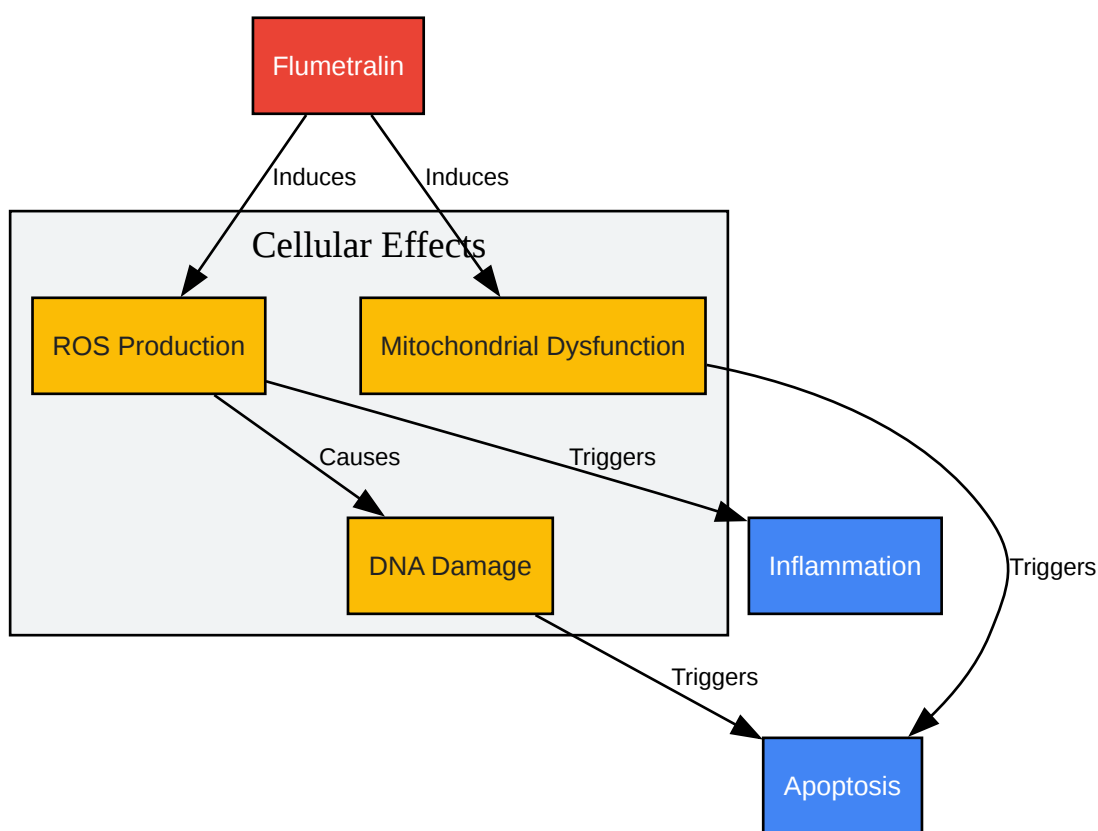 Flumetralin
Induces
Induces
Cellular Effects
ROS Production
Mitochondrial Dysfunction
Causes
Triggers
DNA Damage
Inflammation
Triggers
Triggers
Apoptosis